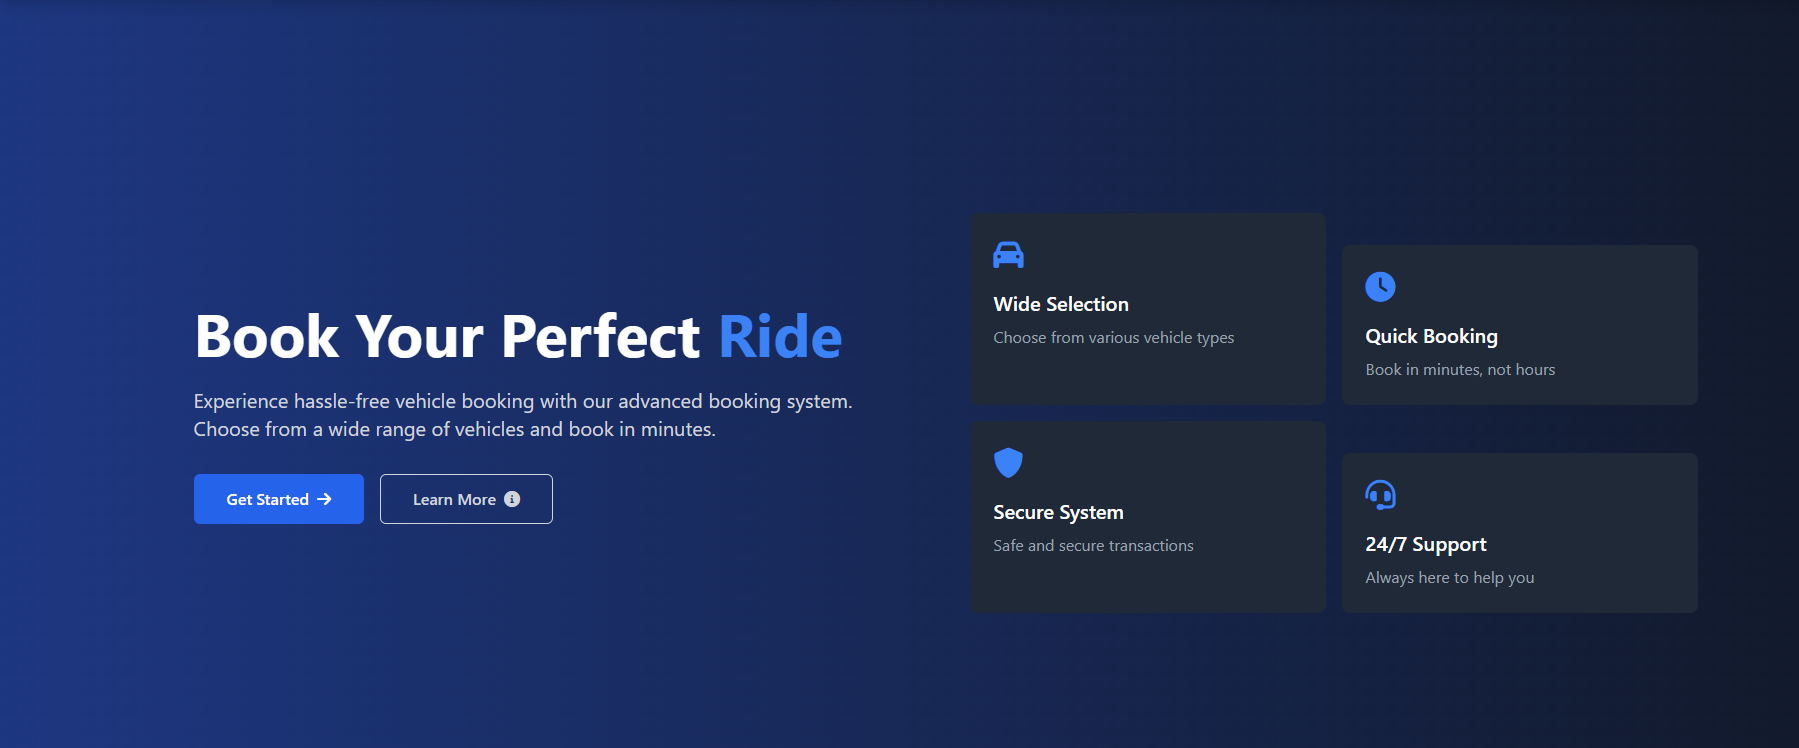 Book Your Perfect Ride
Experience hassle-free vehicle booking with our advanced booking system.
Choose from a wide range of vehicles and book in minutes.
Get Started
Learn More
Wide Selection
Choose from various vehicle types
Quick Booking
Book in minutes, not hours
Secure System
Safe and secure transactions
24/7 Support
Always here to help you